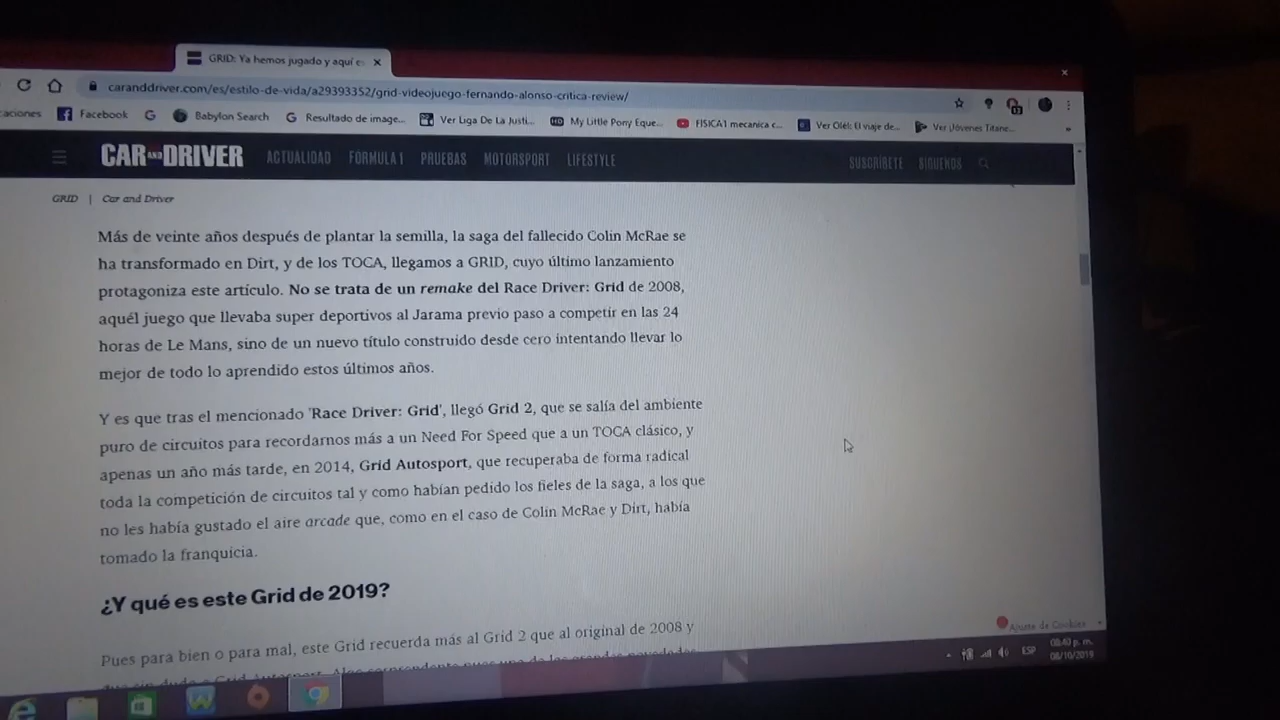 GRID: Ya hemos jugado y aquí es
caranddriver.com/es/estilo-de-vida/a29393352/grid-videojuego-fernando-alonso-critica-review/
aciones Facebook G Babylon Search G Resultado de image... Ver Liga De La Justi... My Little Pony Eque... FISICA1 mecanica c... Ver Olé!: El viaje de... Ver Jóvenes Titane... »
CAR AND DRIVER ACTUALIDAD FÓRMULA 1 PRUEBAS MOTORSPORT LIFESTYLE SUSCRÍBETE SÍGUENOS
GRID | Car and Driver
Más de veinte años después de plantar la semilla, la saga del fallecido Colin McRae se
ha transformado en Dirt, y de los TOCA, llegamos a GRID, cuyo último lanzamiento
protagoniza este artículo. No se trata de un remake del Race Driver: Grid de 2008,
aquél juego que llevaba super deportivos al Jarama previo paso a competir en las 24
horas de Le Mans, sino de un nuevo título construido desde cero intentando llevar lo
mejor de todo lo aprendido estos últimos años.
Y es que tras el mencionado 'Race Driver: Grid', llegó Grid 2, que se salía del ambiente
puro de circuitos para recordarnos más a un Need For Speed que a un TOCA clásico, y
apenas un año más tarde, en 2014, Grid Autosport, que recuperaba de forma radical
toda la competición de circuitos tal y como habían pedido los fieles de la saga, a los que
no les había gustado el aire arcade que, como en el caso de Colin McRae y Dirt, había
tomado la franquicia.
¿Y qué es este Grid de 2019?
Pues para bien o para mal, este Grid recuerda más al Grid 2 que al original de 2008 y
Ajuste de Cookies
ESP
08:40 p. m.
08/10/2019